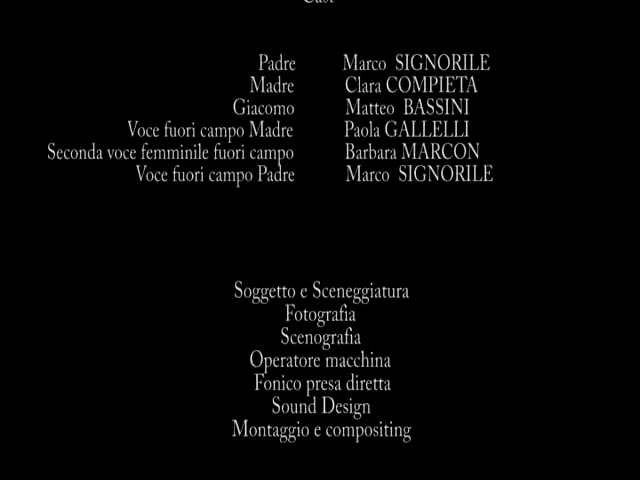 Cast
Padre Marco SIGNORILE
Madre Clara COMPIETA
Giacomo Matteo BASSINI
Voce fuori campo Madre Paola GALLELLI
Seconda voce femminile fuori campo Barbara MARCON
Voce fuori campo Padre Marco SIGNORILE
Soggetto e Sceneggiatura
Fotografia
Scenografia
Operatore macchina
Fonico presa diretta
Sound Design
Montaggio e compositing